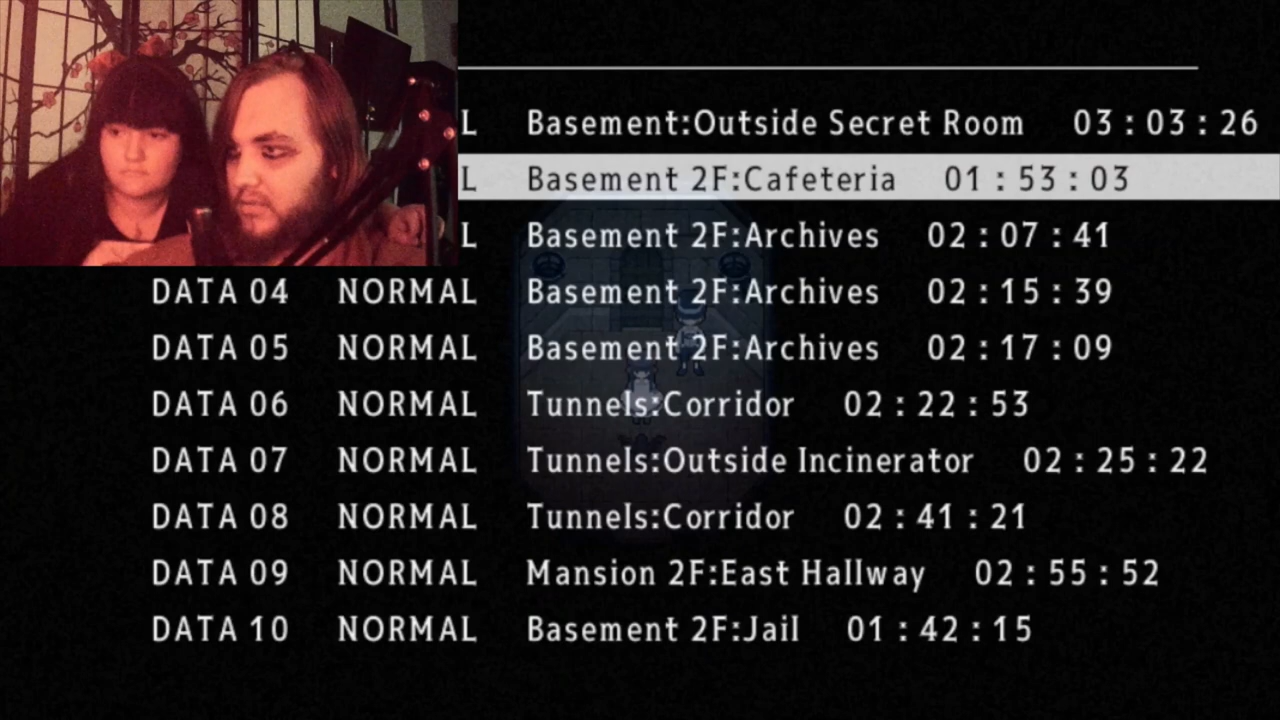 L Basement:Outside Secret Room 03:03:26
L Basement 2F:Cafeteria 01:53:03
L Basement 2F:Archives 02:07:41
DATA 04 NORMAL Basement 2F:Archives 02:15:39
DATA 05 NORMAL Basement 2F:Archives 02:17:09
DATA 06 NORMAL Tunnels:Corridor 02:22:53
DATA 07 NORMAL Tunnels:Outside Incinerator 02:25:22
DATA 08 NORMAL Tunnels:Corridor 02:41:21
DATA 09 NORMAL Mansion 2F:East Hallway 02:55:52
DATA 10 NORMAL Basement 2F:Jail 01:42:15